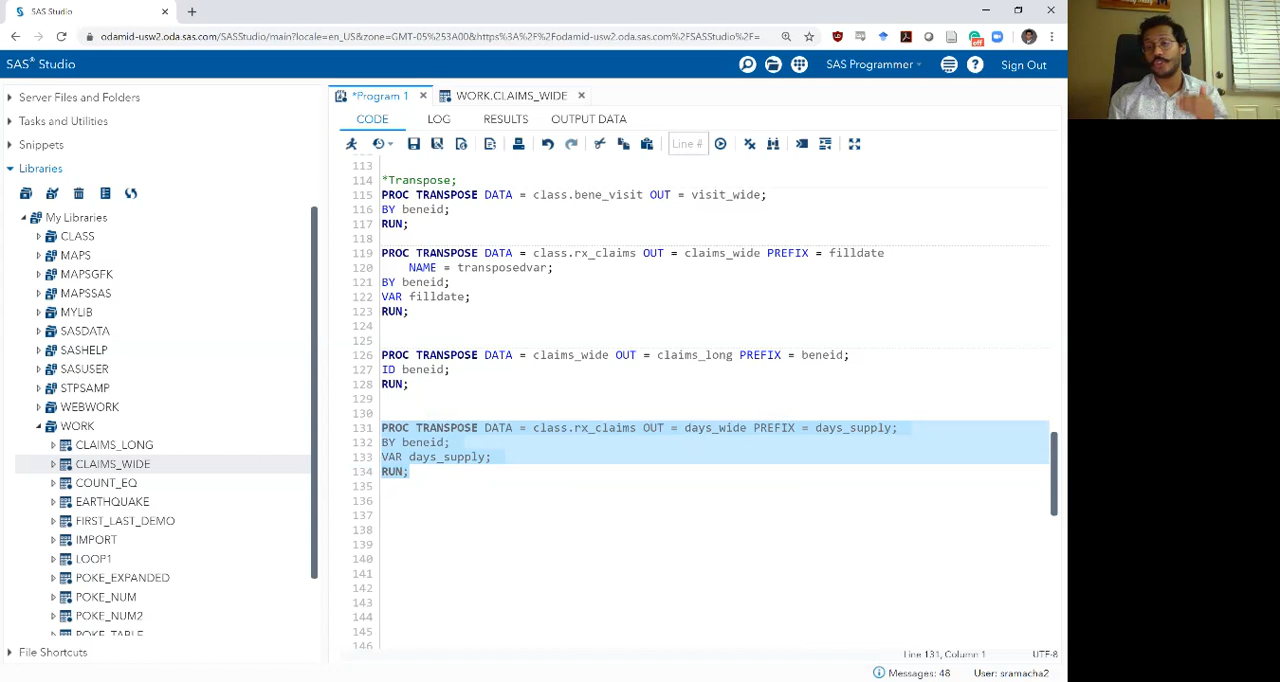 SAS Studio
odamid-usw2.oda.sas.com/SASStudio/main?locale=en_US&zone=GMT-05%253A00&https%3A%2F%2Fodamid-usw2.oda.sas.com%2FSASStudio%2F=
SAS® Studio
SAS Programmer
Sign Out
Server Files and Folders
Tasks and Utilities
Snippets
Libraries
My Libraries
CLASS
MAPS
MAPSGFK
MAPSSAS
MYLIB
SASDATA
SASHELP
SASUSER
STPSAMP
WEBWORK
WORK
CLAIMS_LONG
CLAIMS_WIDE
COUNT_EQ
EARTHQUAKE
FIRST_LAST_DEMO
IMPORT
LOOP1
POKE_EXPANDED
POKE_NUM
POKE_NUM2
POKE_TABLE
File Shortcuts
*Program 1
WORK.CLAIMS_WIDE
CODE LOG RESULTS OUTPUT DATA
Line #
113
114 *Transpose;
115 PROC TRANSPOSE DATA = class.bene_visit OUT = visit_wide;
116 BY beneid;
117 RUN;
118
119 PROC TRANSPOSE DATA = class.rx_claims OUT = claims_wide PREFIX = filldate
120 NAME = transposedvar;
121 BY beneid;
122 VAR filldate;
123 RUN;
124
125
126 PROC TRANSPOSE DATA = claims_wide OUT = claims_long PREFIX = beneid;
127 ID beneid;
128 RUN;
129
130
131 PROC TRANSPOSE DATA = class.rx_claims OUT = days_wide PREFIX = days_supply;
132 BY beneid;
133 VAR days_supply;
134 RUN;
135
136
137
138
139
140
141
142
143
144
145
146
Line 131, Column 1
UTF-8
Messages: 48
User: sramacha2